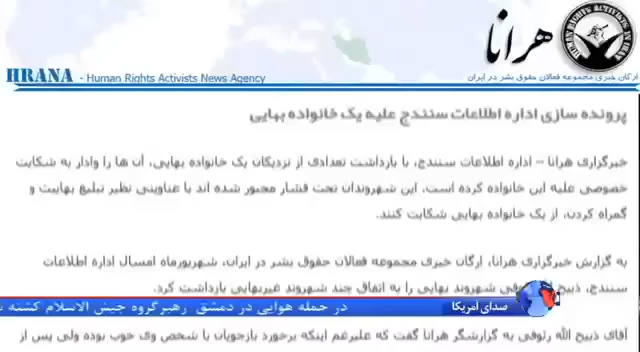 هرانا
HUMAN RIGHTS ACTIVISTS IN IRAN
HRANA - Human Rights Activists News Agency
ارگان خبری مجموعه فعالان حقوق بشر در ایران
پرونده سازی اداره اطلاعات سنندج علیه یک خانواده بهایی
خبرگزاری هرانا – اداره اطلاعات سنندج، با بازداشت تعدادی از نزدیکان یک خانواده بهایی، آن ها را وادار به شکایت
خصوصی علیه این خانواده کرده است، این شهروندان تحت فشار مجبور شده اند با عناوینی نظیر تبلیغ بهاییت و
گمراه کردن، از یک خانواده بهایی شکایت کنند.
به گزارش خبرگزاری هرانا، ارگان خبری مجموعه فعالان حقوق بشر در ایران، شهریورماه امسال اداره اطلاعات
سنندج، ذبیح شهروند بهایی را به اتفاق چند شهروند غیربهایی بازداشت کرد.
صدای آمریکا
در حمله هوایی در دمشق رهبرگروه جیش الاسلام کشته
آقای ذبیح الله رئوفی به گزارشگر هرانا گفت که علیرغم اینکه برخورد بازجویان با شخص وی خوب بوده ولی پس از